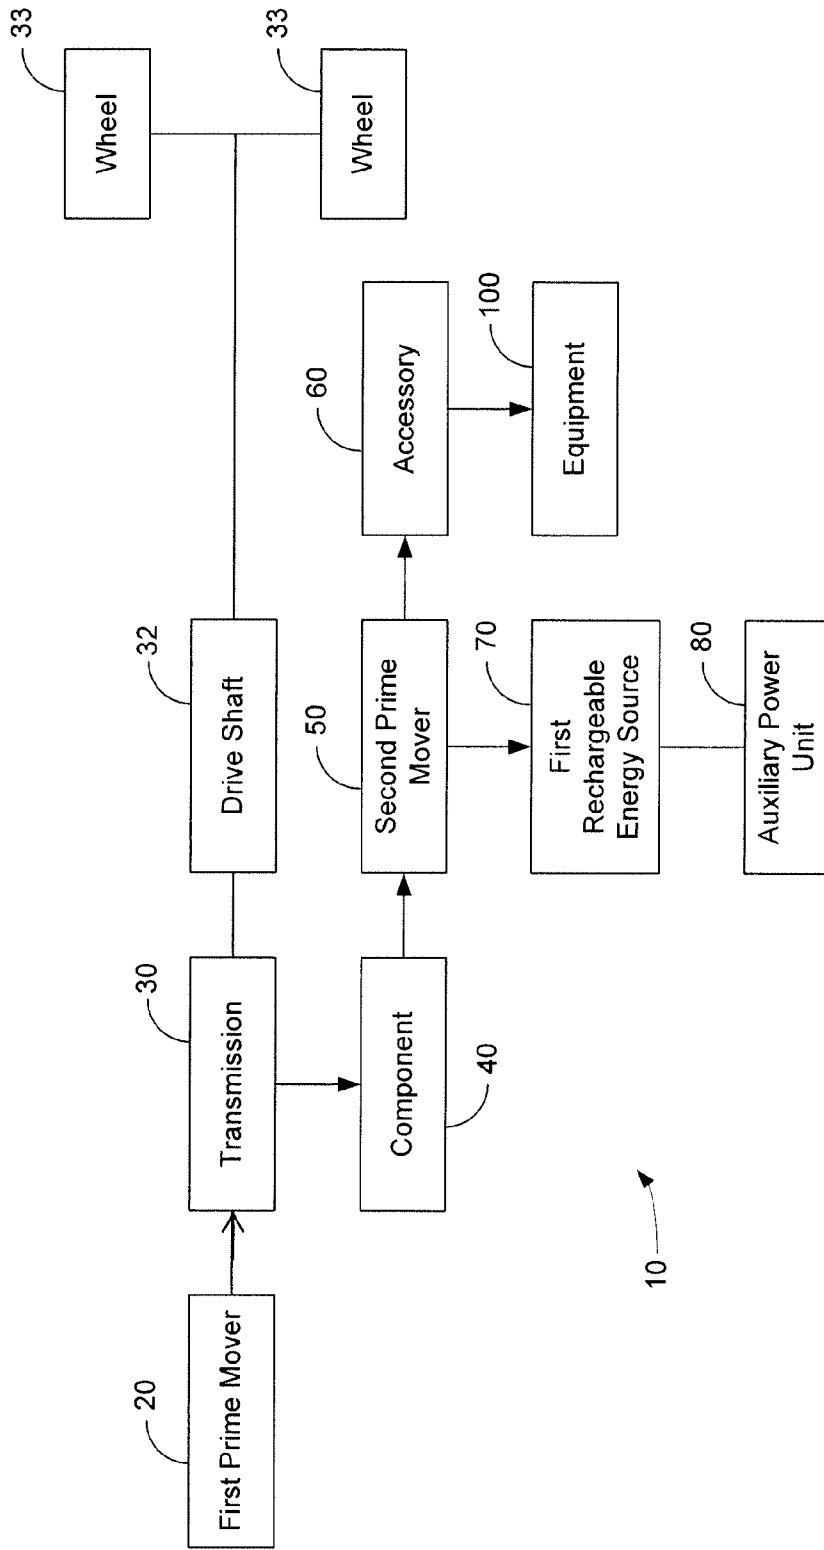 33
Wheel
33
Wheel
32
Drive Shaft
30
Transmission
20
First Prime Mover
40
Component
50
Second Prime
Mover
60
Accessory
100
Equipment
70
First
Rechargeable
Energy Source
80
Auxiliary Power
Unit
10